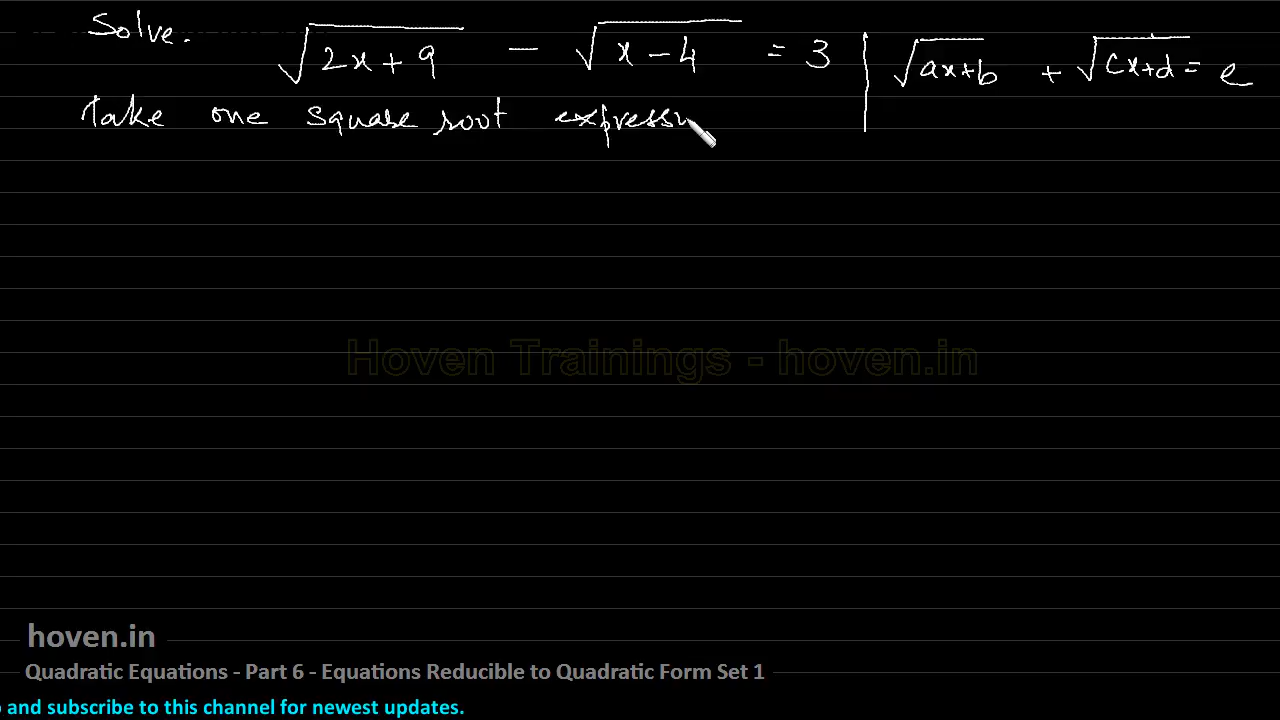 Solve. √2x+9 − √x−4 = 3 | √ax+b + √cx+d = e
Take one square root expressi
Hoven Trainings - hoven.in
hoven.in
Quadratic Equations - Part 6 - Equations Reducible to Quadratic Form Set 1
and subscribe to this channel for newest updates.